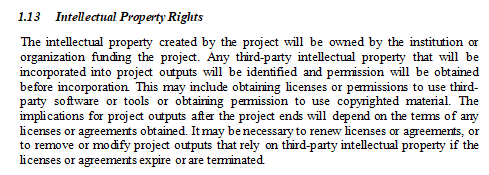 1.13 Intellectual Property Rights
The intellectual property created by the project will be owned by the institution or
organization funding the project. Any third-party intellectual property that will be
incorporated into project outputs will be identified and permission will be obtained
before incorporation. This may include obtaining licenses or permissions to use third-
party software or tools or obtaining permission to use copyrighted material. The
implications for project outputs after the project ends will depend on the terms of any
licenses or agreements obtained. It may be necessary to renew licenses or agreements, or
to remove or modify project outputs that rely on third-party intellectual property if the
licenses or agreements expire or are terminated.